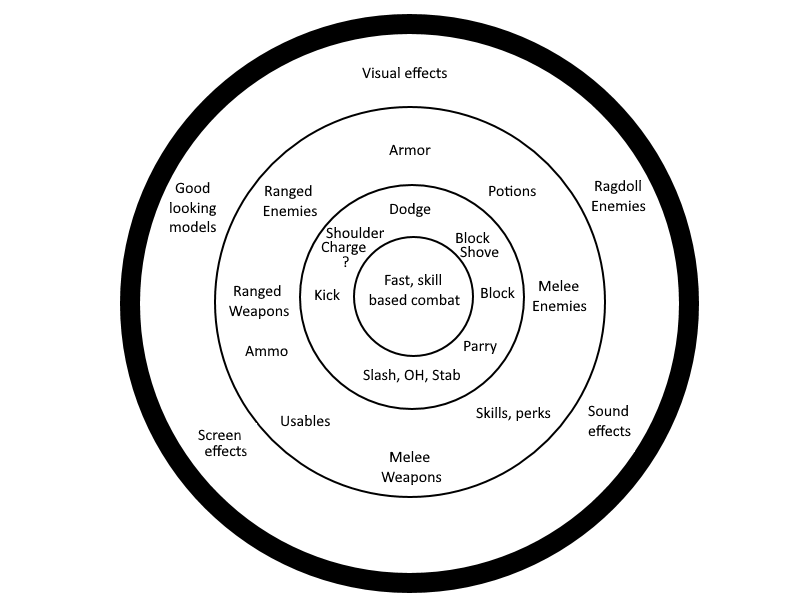 Visual effects
Armor
Good
looking
models
Ranged
Enemies
Potions
Ragdoll
Enemies
Dodge
Shoulder
Charge
?
Block
Shove
Fast, skill
based combat
Kick
Block
Ranged
Weapons
Melee
Enemies
Ammo
Parry
Slash, OH, Stab
Usables
Skills, perks
Sound
effects
Screen
effects
Melee
Weapons